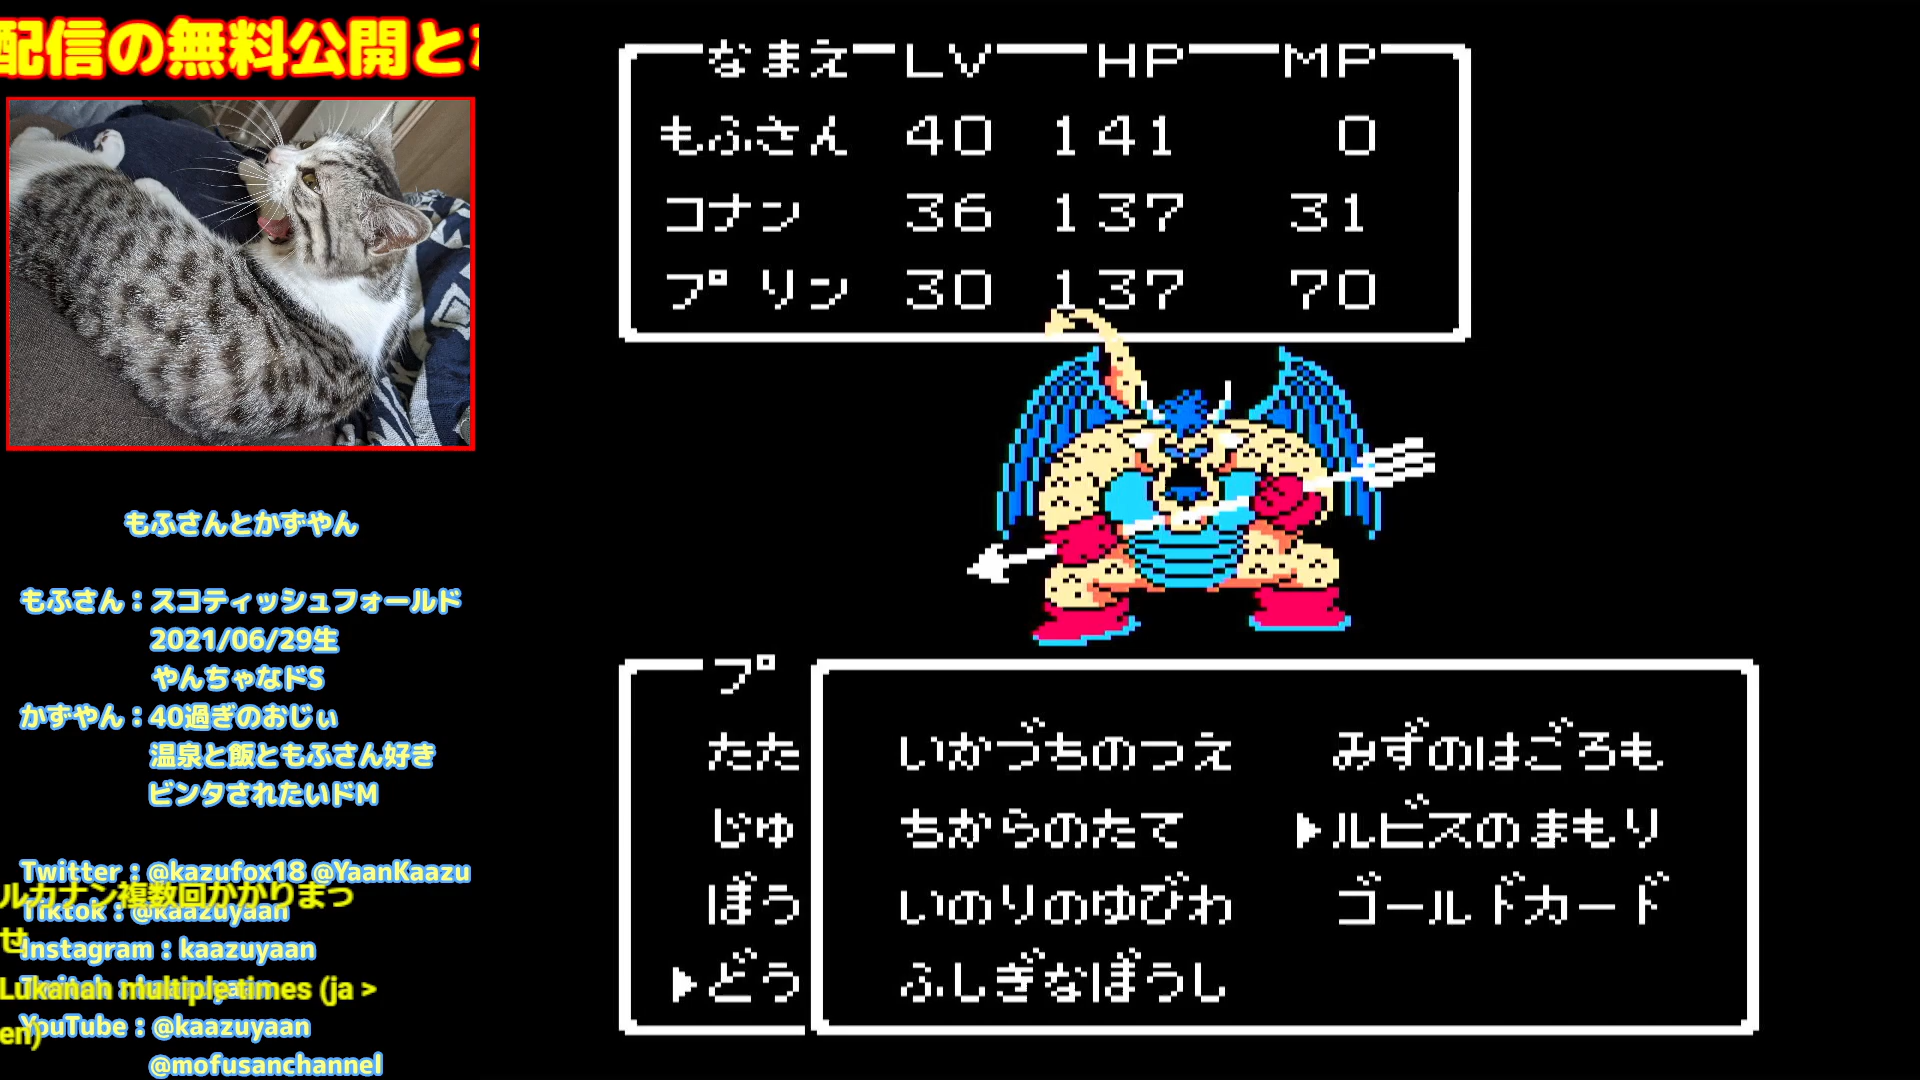 配信の無料公開と
もふさんとかずやん
もふさん：スコティッシュフォールド
2021/06/29生
やんちゃなドS
かずやん：40過ぎのおじぃ
温泉と飯ともふさん好き
ビンタされたいドM
Twitter：@kazufox18 @YaanKaazu
ルカナン複数回かかりまっ
Tiktok：@kaazuyaan
せ
Instagram：kaazuyaan
Lukanan multiple times (ja >
en)
YouTube：@kaazuyaan
@mofusanchannel
なまえ LV HP MP
もふさん 40 141 0
コナン 36 137 31
プリン 30 137 70
プ
たた
じゅ
ぼう
▶どう
いかづちのつえ みずのはごろも
ちからのたて ▶ルビスのまもり
いのりのゆびわ ゴールドカード
ふしぎなぼうし